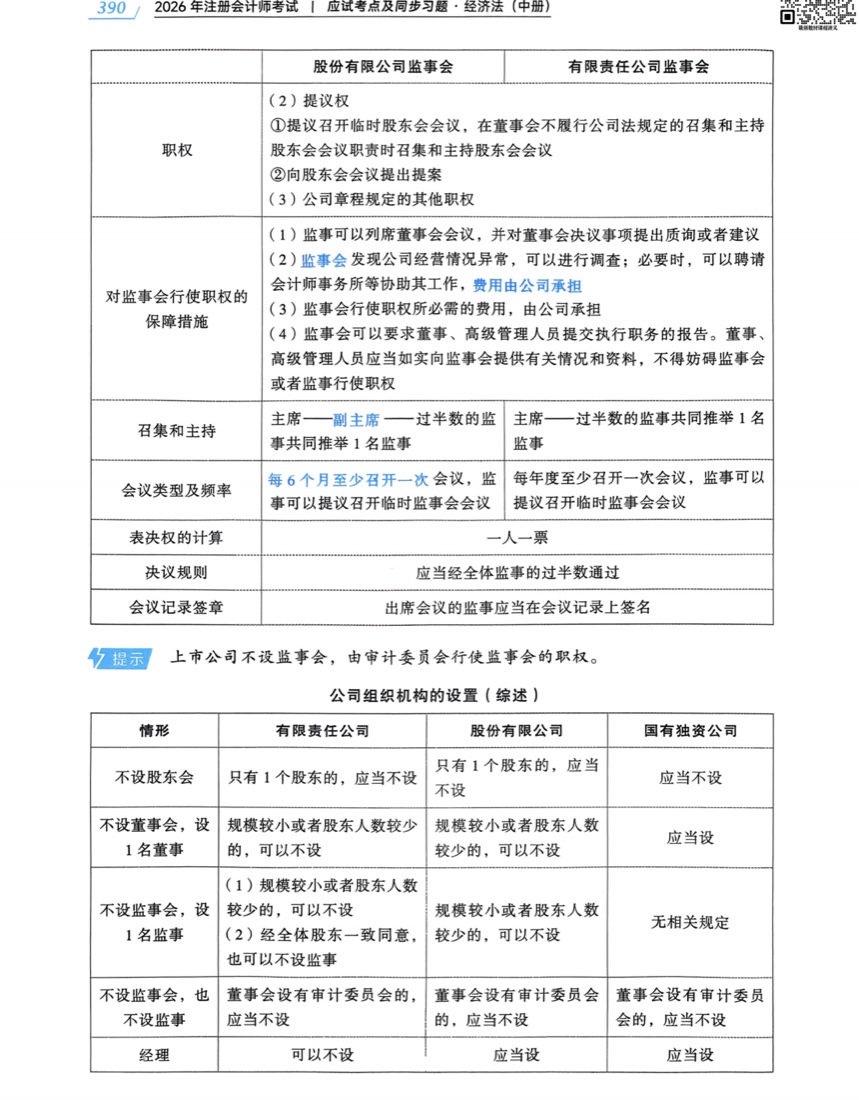 390
2026 年注册会计师考试 | 应试考点及同步习题·经济法（中册）
股份有限公司监事会
有限责任公司监事会
职权
（2）提议权
①提议召开临时股东会会议，在董事会不履行公司法规定的召集和主持
股东会会议职责时召集和主持股东会会议
②向股东会会议提出提案
（3）公司章程规定的其他职权
对监事会行使职权的
保障措施
（1）监事可以列席董事会会议，并对董事会决议事项提出质询或者建议
（2）监事会发现公司经营情况异常，可以进行调查；必要时，可以聘请
会计师事务所等协助其工作，费用由公司承担
（3）监事会行使职权所必需的费用，由公司承担
（4）监事会可以要求董事、高级管理人员提交执行职务的报告。董事、
高级管理人员应当如实向监事会提供有关情况和资料，不得妨碍监事会
或者监事行使职权
召集和主持
主席——副主席——过半数的监
事共同推举 1 名监事
主席——过半数的监事共同推举 1 名
监事
会议类型及频率
每 6 个月至少召开一次会议，监
事可以提议召开临时监事会会议
每年度至少召开一次会议，监事可以
提议召开临时监事会会议
表决权的计算
一人一票
决议规则
应当经全体监事的过半数通过
会议记录签章
出席会议的监事应当在会议记录上签名
提示 上市公司不设监事会，由审计委员会行使监事会的职权。
公司组织机构的设置（综述）
情形
有限责任公司
股份有限公司
国有独资公司
不设股东会
只有 1 个股东的，应当不设
只有 1 个股东的，应当
不设
应当不设
不设董事会，设
1 名董事
规模较小或者股东人数较少
的，可以不设
规模较小或者股东人数
较少的，可以不设
应当设
不设监事会，设
1 名监事
（1）规模较小或者股东人数
较少的，可以不设
（2）经全体股东一致同意，
也可以不设监事
规模较小或者股东人数
较少的，可以不设
无相关规定
不设监事会，也
不设监事
董事会设有审计委员会的，
应当不设
董事会设有审计委员会
的，应当不设
董事会设有审计委员
会的，应当不设
经理
可以不设
应当设
应当设